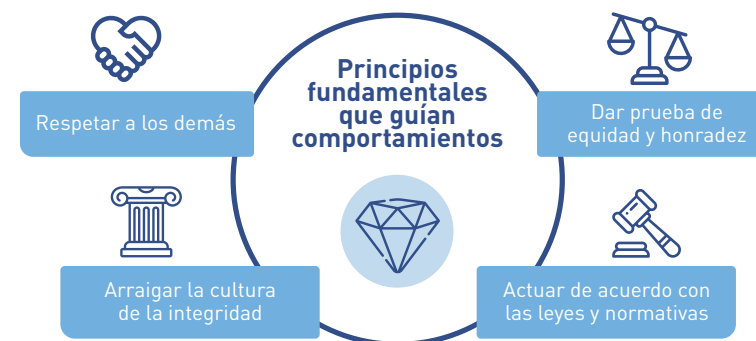 Principios
fundamentales
que guían
comportamientos
Respetar a los demás
Dar prueba de
equidad y honradez
Arraigar la cultura
de la integridad
Actuar de acuerdo con
las leyes y normativas